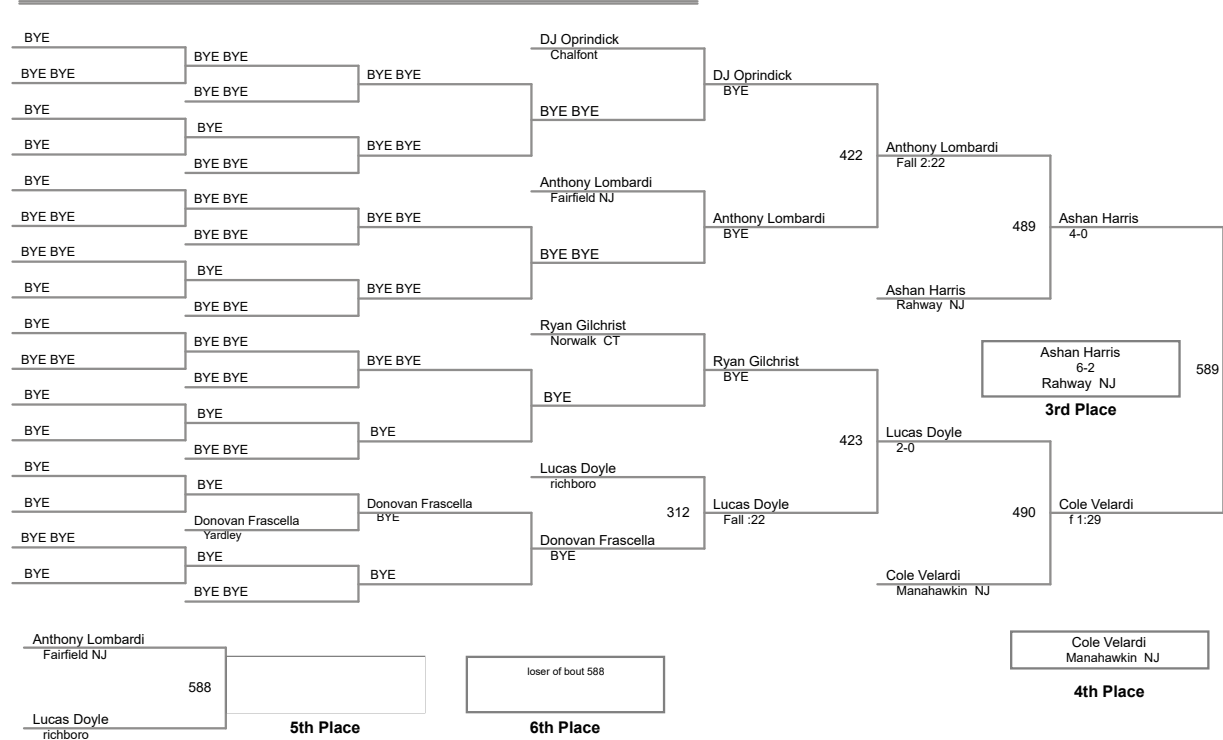 BYE
BYE BYE
BYE
BYE
BYE
BYE BYE
BYE BYE
BYE
BYE
BYE BYE
BYE
BYE
BYE
BYE
BYE BYE
BYE
BYE BYE
BYE BYE
BYE
BYE BYE
BYE BYE
BYE BYE
BYE
BYE BYE
BYE BYE
BYE BYE
BYE
BYE BYE
BYE
Donovan Frascella
Yardley
BYE
BYE BYE
BYE BYE
BYE BYE
BYE BYE
BYE BYE
BYE BYE
BYE
Donovan Frascella
BYE
BYE
DJ Oprindick
Chalfont
BYE BYE
Anthony Lombardi
Fairfield NJ
BYE BYE
Ryan Gilchrist
Norwalk CT
BYE
Lucas Doyle
richboro
312
Donovan Frascella
BYE
DJ Oprindick
BYE
422
Anthony Lombardi
BYE
Ryan Gilchrist
BYE
423
Lucas Doyle
Fall :22
Anthony Lombardi
Fall 2:22
489
Ashan Harris
Rahway NJ
Lucas Doyle
2-0
490
Cole Velardi
Manahawkin NJ
Ashan Harris
4-0
Ashan Harris
6-2
Rahway NJ
589
3rd Place
Cole Velardi
f 1:29
Anthony Lombardi
Fairfield NJ
588
Lucas Doyle
richboro
5th Place
loser of bout 588
6th Place
Cole Velardi
Manahawkin NJ
4th Place